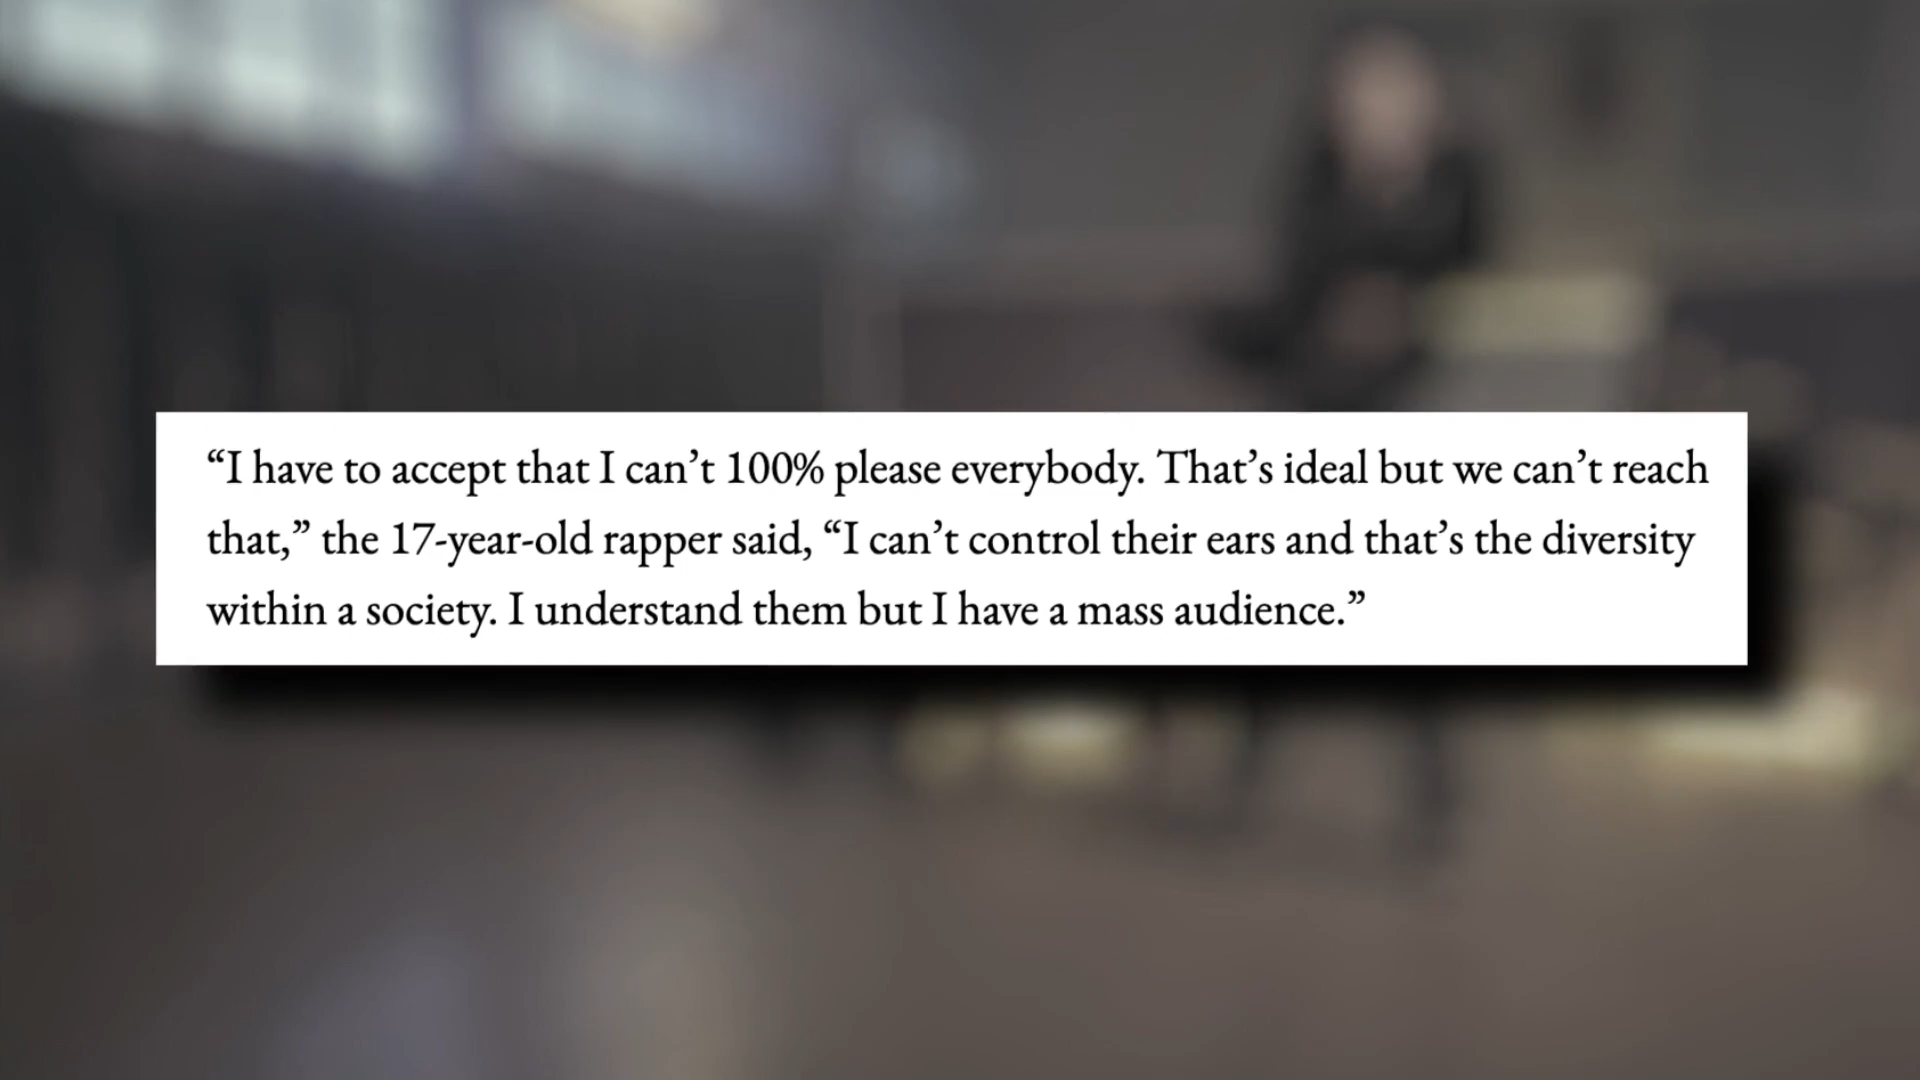 “I have to accept that I can’t 100% please everybody. That’s ideal but we can’t reach
that,” the 17-year-old rapper said, “I can’t control their ears and that’s the diversity
within a society. I understand them but I have a mass audience.”